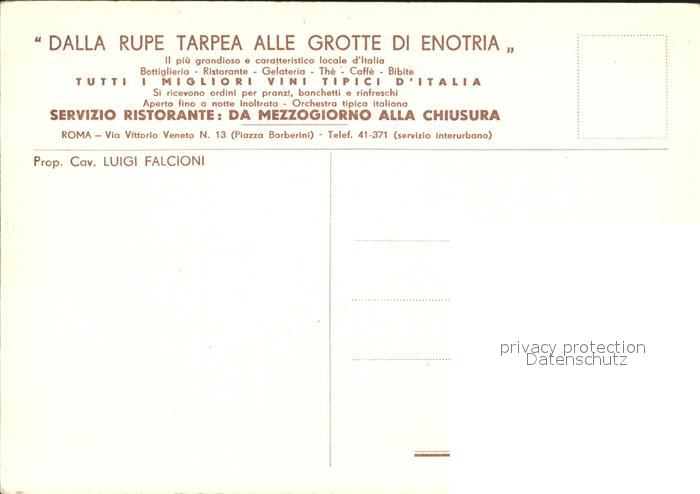 “ DALLA RUPE TARPEA ALLE GROTTE DI ENOTRIA „
Il più grandioso e caratteristico locale d'Italia
Bottiglieria - Ristorante - Gelateria - Thè - Caffè - Bibite
TUTTI I MIGLIORI VINI TIPICI D'ITALIA
Si ricevono ordini per pranzi, banchetti e rinfreschi
Aperto fino a notte inoltrata - Orchestra tipica italiana
SERVIZIO RISTORANTE: DA MEZZOGIORNO ALLA CHIUSURA
ROMA — Via Vittorio Veneto N. 13 (Piazza Barberini) - Telef. 41-371 (servizio interurbano)
Prop. Cav. LUIGI FALCIONI
privacy protection
Datenschutz